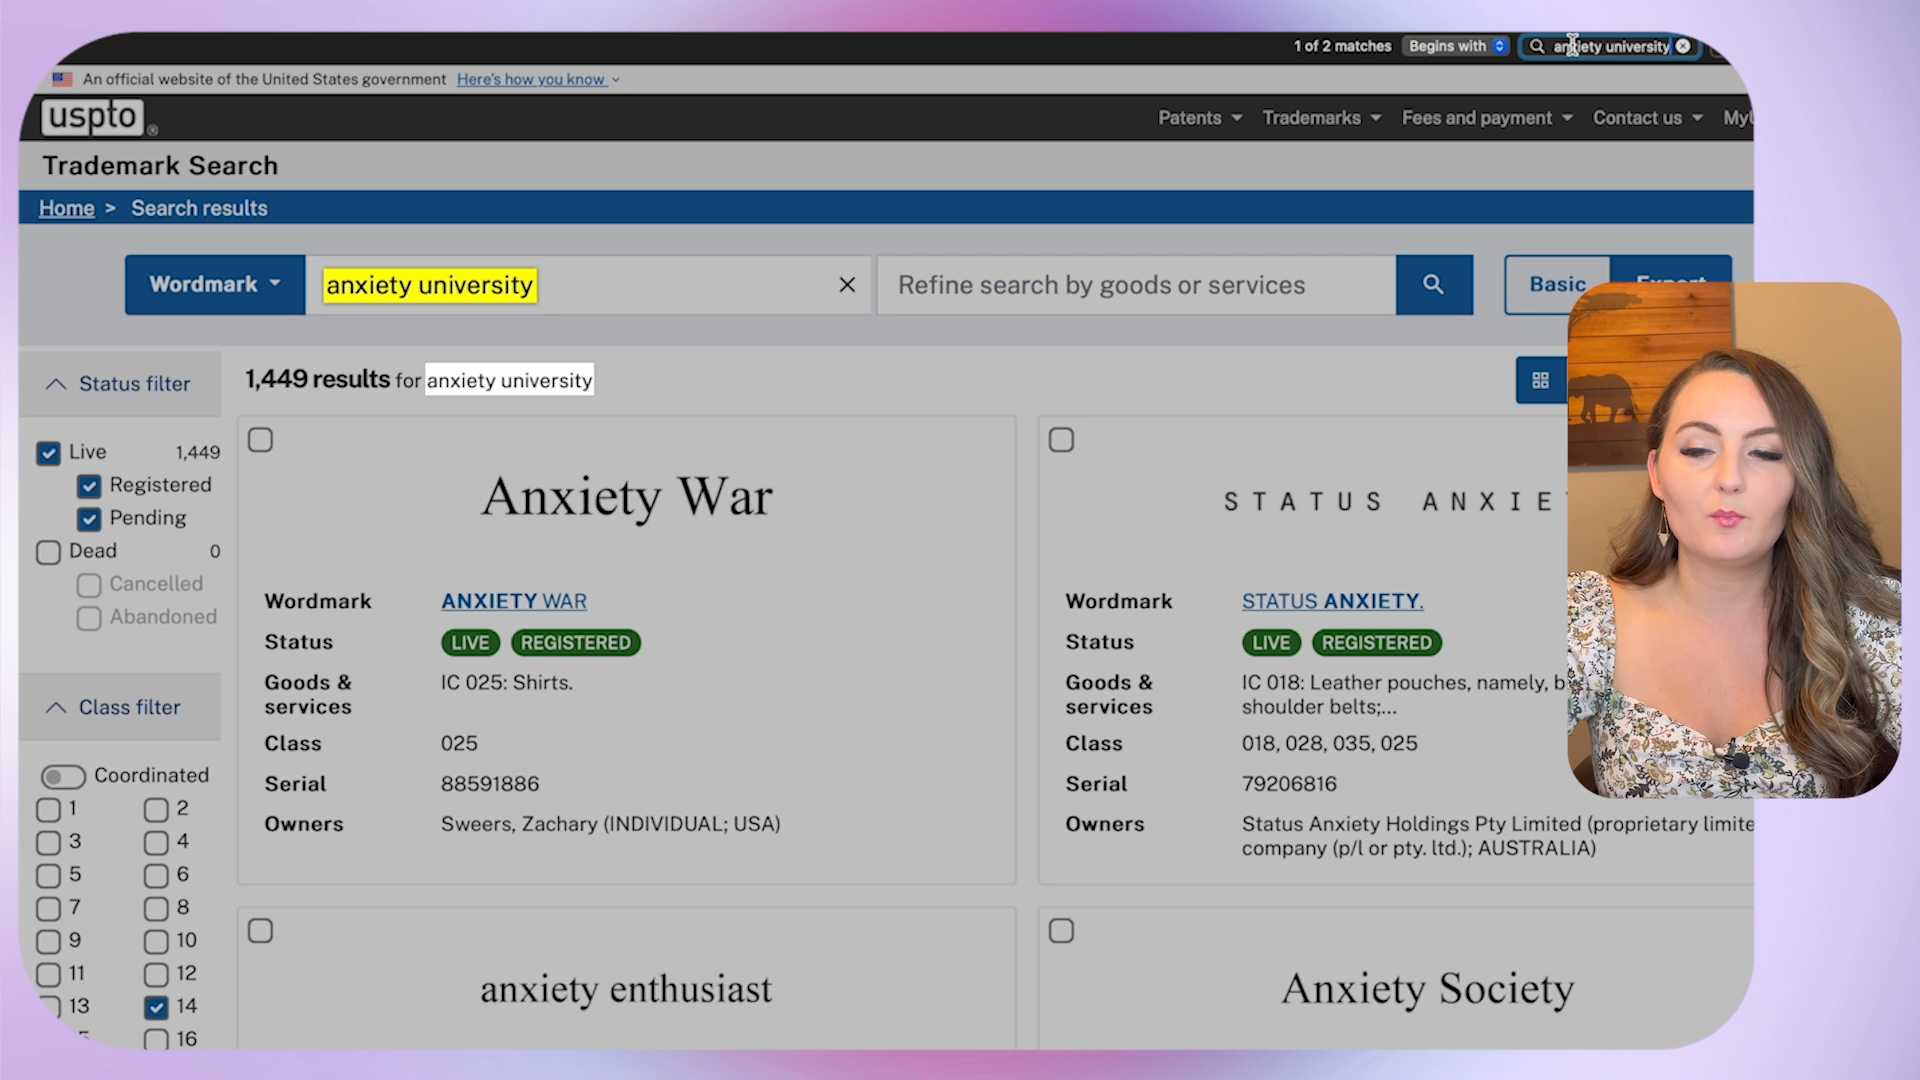 1 of 2 matches Begins with anxiety university
An official website of the United States government Here's how you know
uspto
Patents Trademarks Fees and payment Contact us
Trademark Search
Home > Search results
Wordmark anxiety university Refine search by goods or services Basic Expert
Status filter
1,449 results for anxiety university
Live 1,449
Registered
Pending
Dead 0
Cancelled
Abandoned
Class filter
Coordinated
1 2
3 4
5 6
7 8
9 10
11 12
13 14
16
Anxiety War
Wordmark ANXIETY WAR
Status LIVE REGISTERED
Goods & services IC 025: Shirts.
Class 025
Serial 88591886
Owners Sweers, Zachary (INDIVIDUAL; USA)
STATUS ANXIE
Wordmark STATUS ANXIETY.
Status LIVE REGISTERED
Goods & IC 018: Leather pouches, namely, b
services shoulder belts;...
Class 018, 028, 035, 025
Serial 79206816
Owners Status Anxiety Holdings Pty Limited (proprietary limite
company (p/l or pty. ltd.); AUSTRALIA)
anxiety enthusiast
Anxiety Society